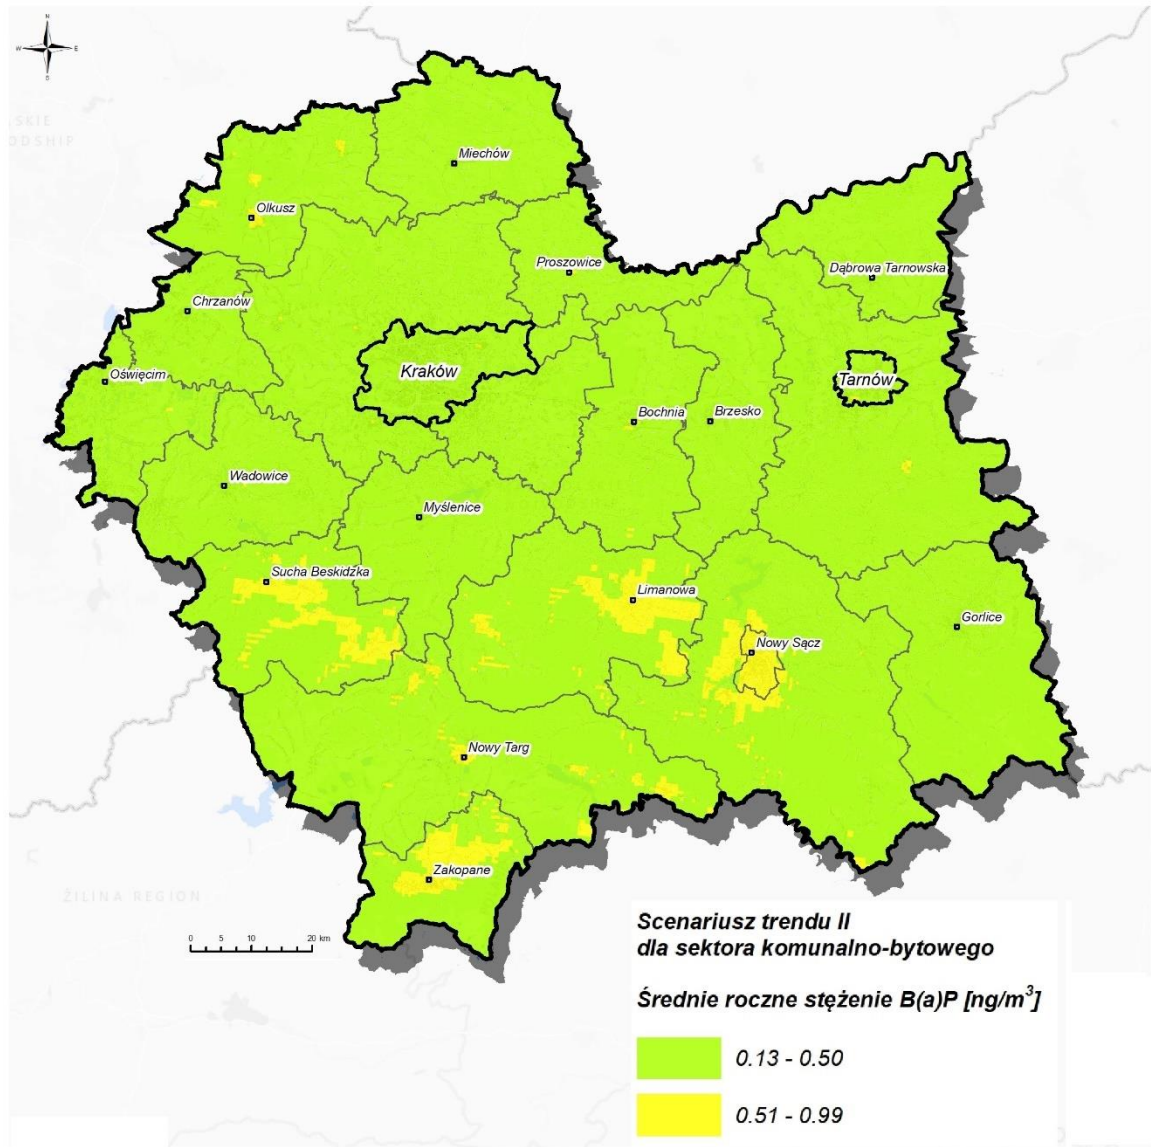 N
W E
S
SKIE
ODSHIP
Miechów
Olkusz
Proszowice
Dąbrowa Tarnowska
Chrzanów
Kraków
Tarnów
Oświęcim
Bochnia
Brzesko
Wadowice
Myślenice
Sucha Beskidzka
Limanowa
Gorlice
Nowy Sącz
Nowy Targ
Zakopane
ŽILINA REGION
0 5 10 20 km
Scenariusz trendu II
dla sektora komunalno-bytowego
Średnie roczne stężenie B(a)P [ng/m³]
0.13 - 0.50
0.51 - 0.99